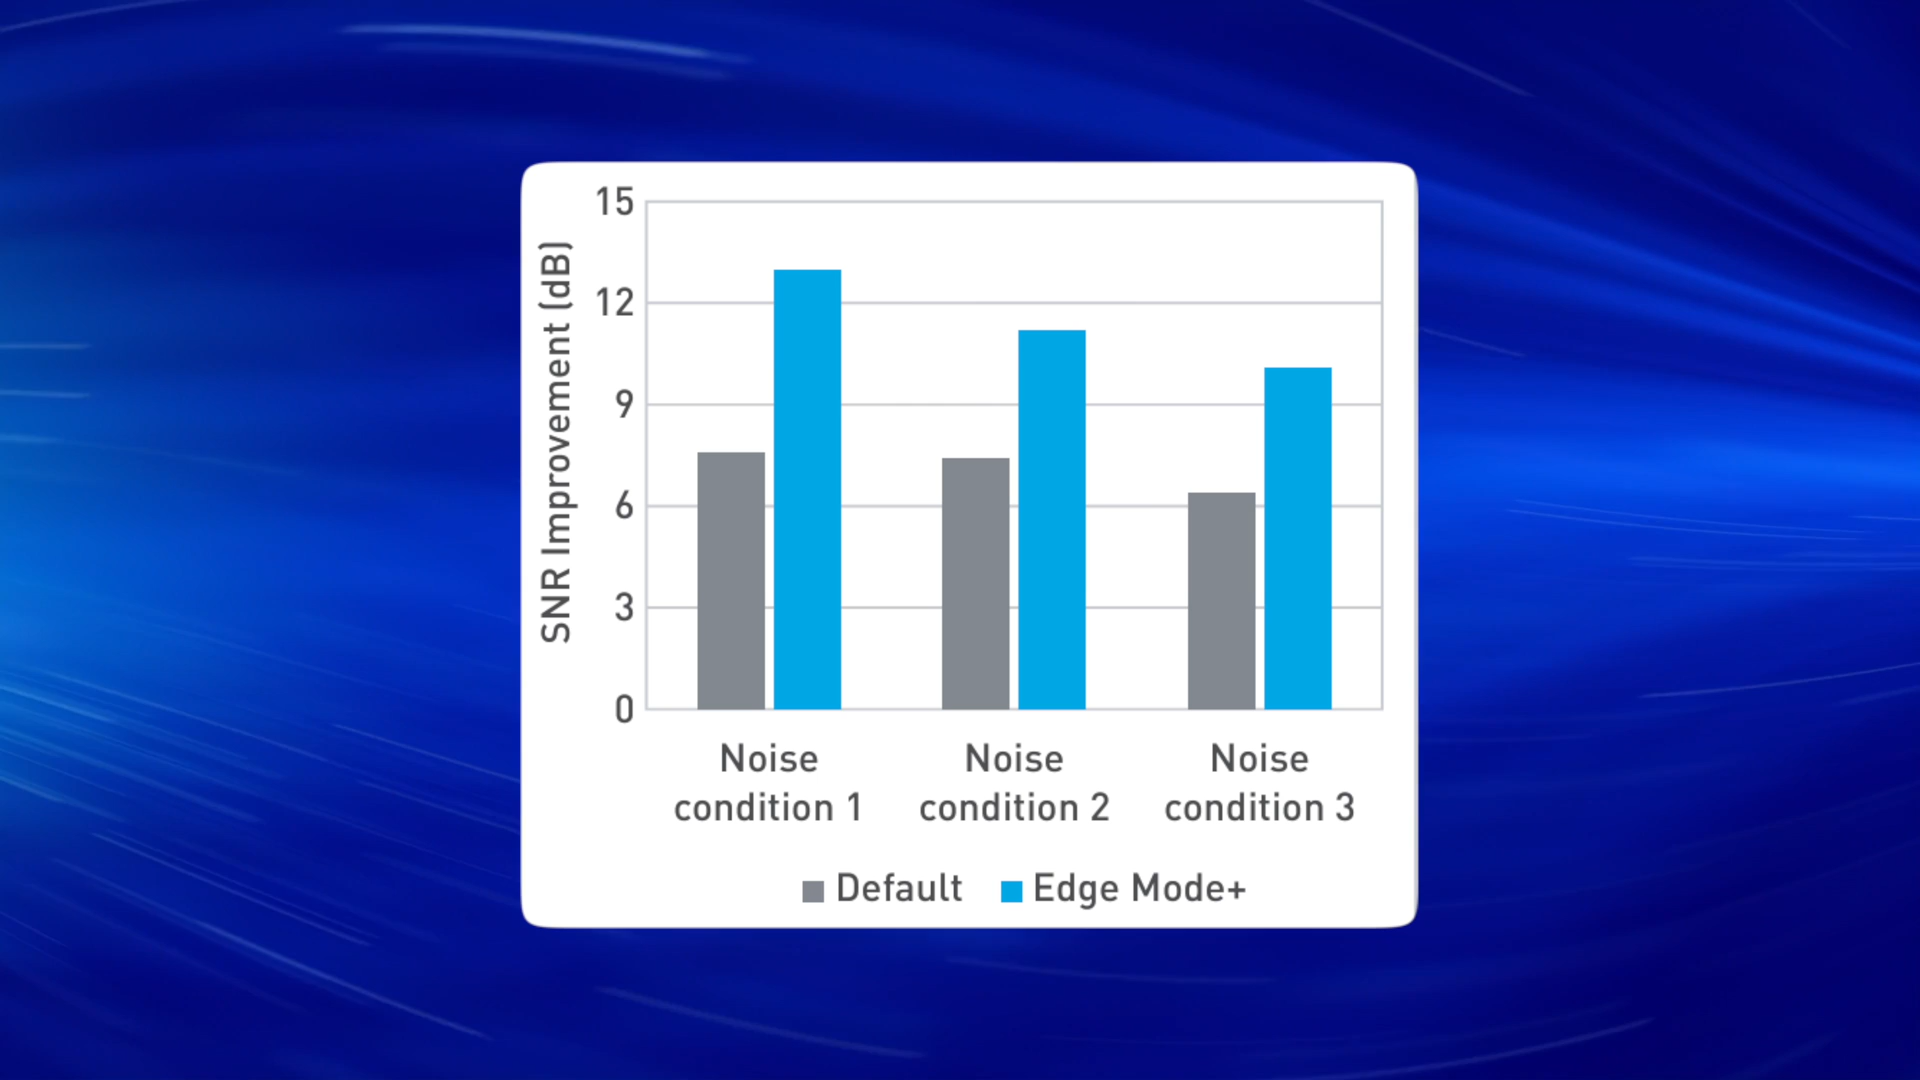 SNR Improvement (dB)
15
12
9
6
3
0
Noise
condition 1
Noise
condition 2
Noise
condition 3
Default
Edge Mode+